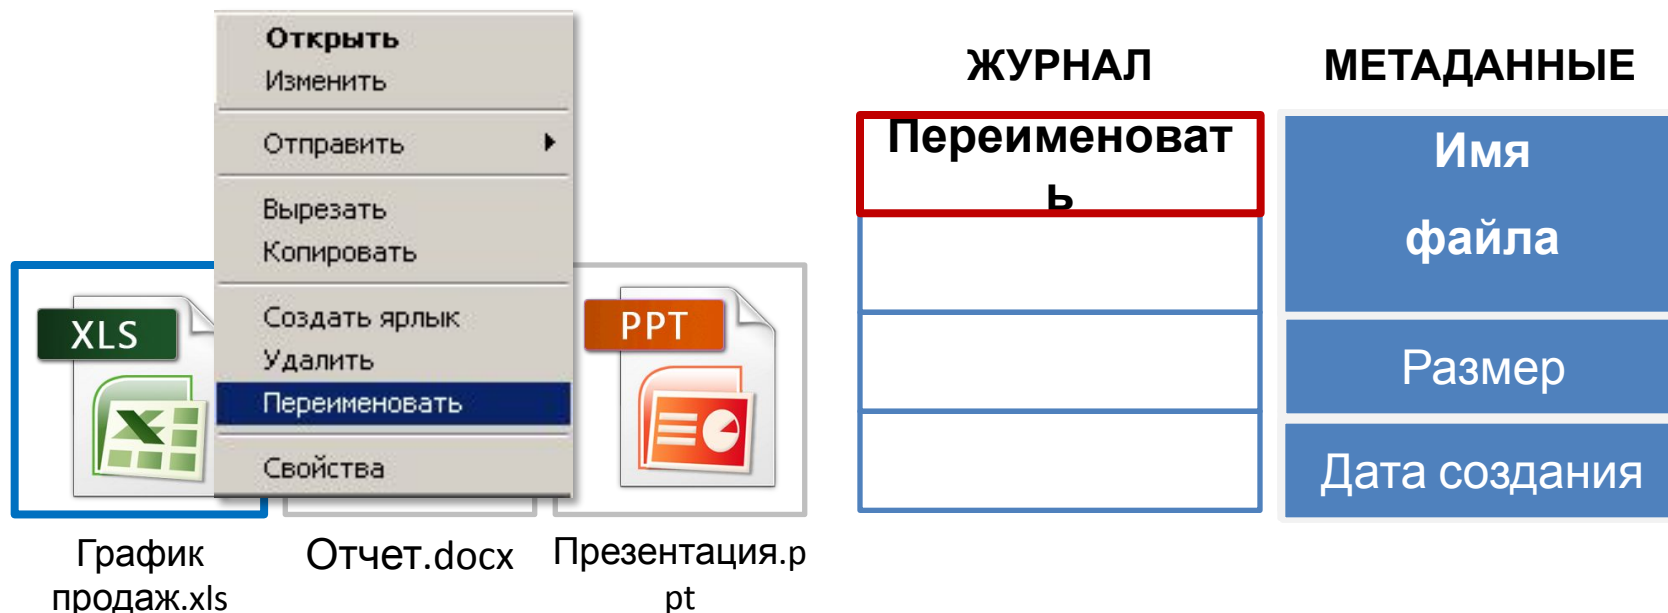 Открыть
Изменить
Отправить
Вырезать
Копировать
Создать ярлык
Удалить
Переименовать
Свойства
XLS
PPT
График
продаж.xls
Отчет.docx
Презентация.p
pt
ЖУРНАЛ
Переименоват
ь
МЕТАДАННЫЕ
Имя
файла
Размер
Дата создания